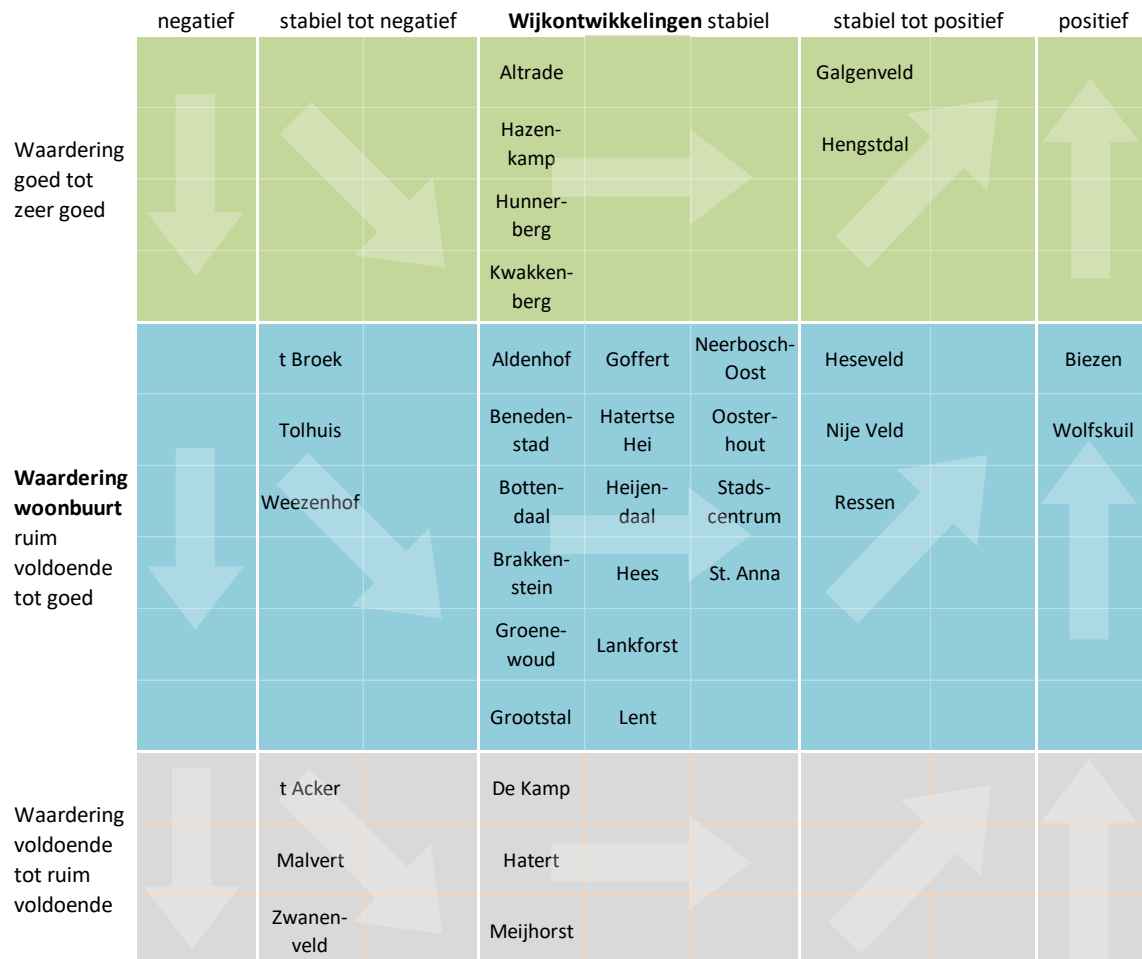 negatief stabiel tot negatief Wijkontwikkelingen stabiel stabiel tot positief positief
Waardering
goed tot
zeer goed
Altrade Galgenveld
Hazen-
kamp
Hengstdal
Hunner-
berg
Kwakken-
berg
Waardering
woonbuurt
ruim
voldoende
tot goed
t Broek Aldenhof Goffert Neerbosch-
Oost Heseveld Biezen
Tolhuis Beneden-
stad Hatertse
Hei Ooster-
hout Nije Veld Wolfskuil
Weezenhof Botten-
daal Heijen-
daal Stads-
centrum Ressen
Brakken-
stein Hees St. Anna
Groene-
woud Lankforst
Grootstal Lent
Waardering
voldoende
tot ruim
voldoende
t Acker De Kamp
Malvert Hatert
Zwanen-
veld Meijhorst